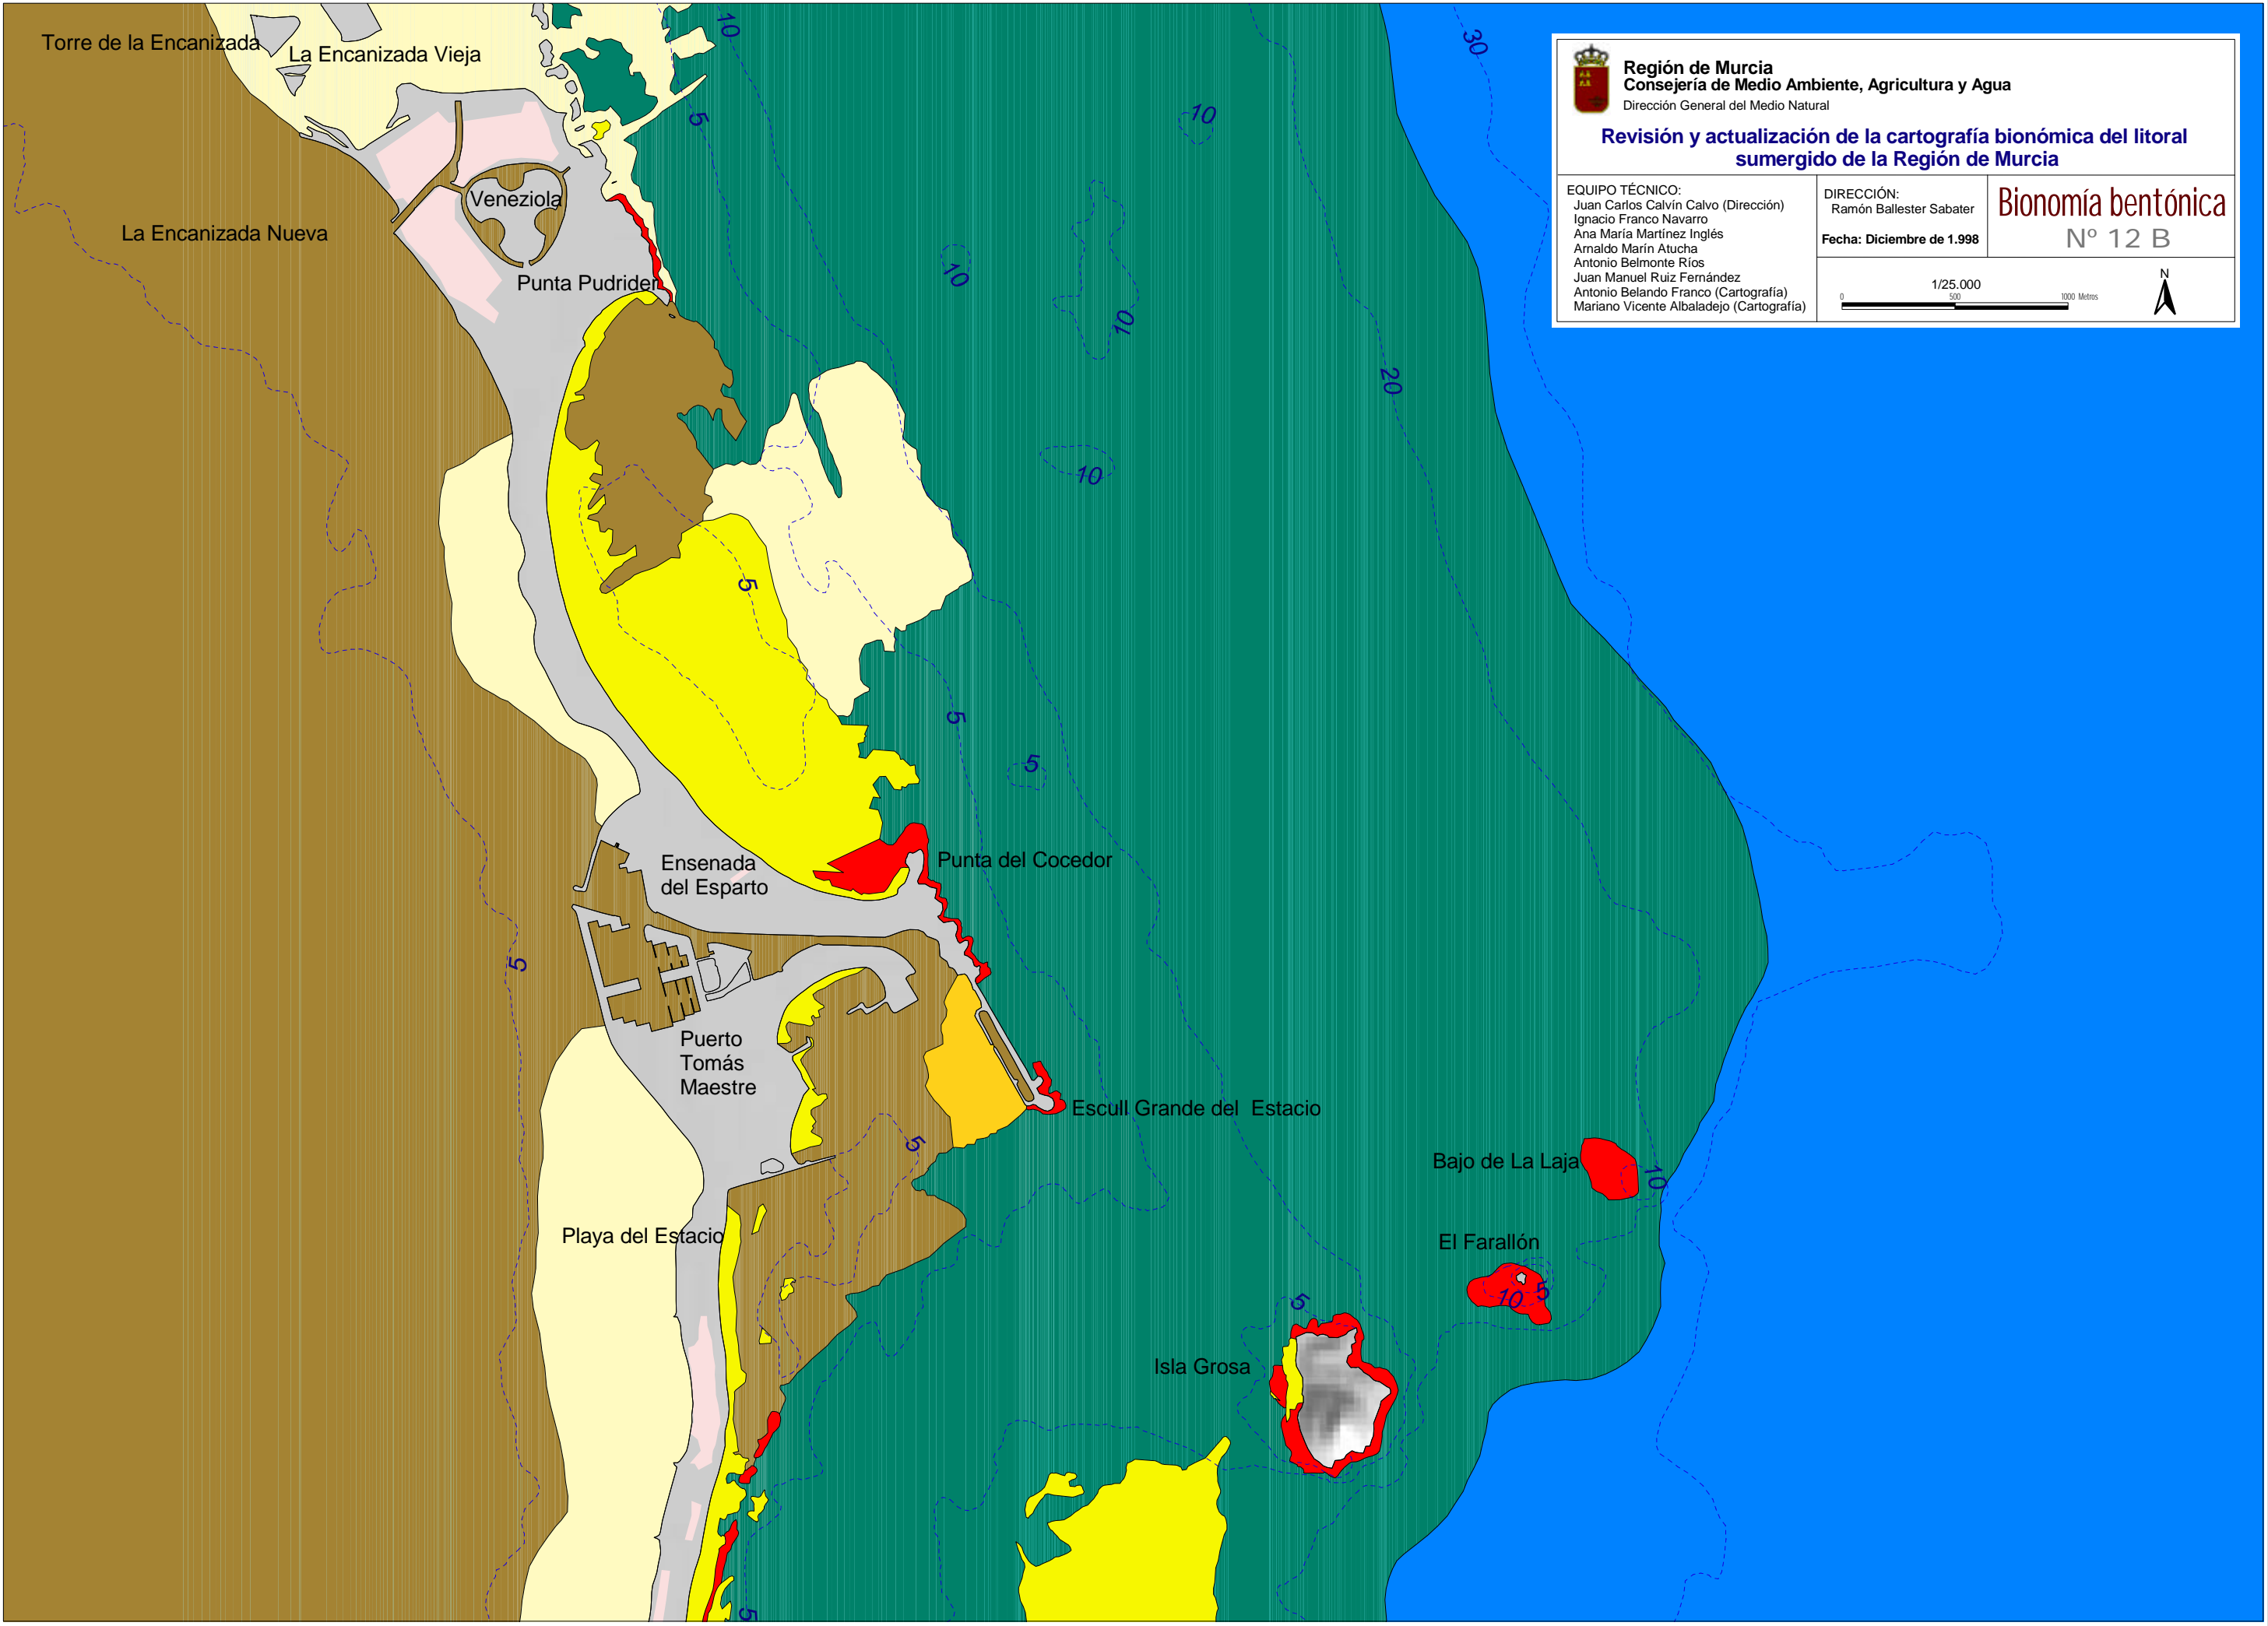 Torre de la Encanizada
La Encanizada Vieja
10
30
Región de Murcia
Consejería de Medio Ambiente, Agricultura y Agua
Dirección General del Medio Natural
Revisión y actualización de la cartografía bionómica del litoral
sumergido de la Región de Murcia
EQUIPO TÉCNICO:
Juan Carlos Calvín Calvo (Dirección)
Ignacio Franco Navarro
Ana María Martínez Inglés
Arnaldo Marín Atucha
Antonio Belmonte Ríos
Juan Manuel Ruiz Fernández
Antonio Belando Franco (Cartografía)
Mariano Vicente Albaladejo (Cartografía)
DIRECCIÓN:
Ramón Ballester Sabater
Fecha: Diciembre de 1.998
Bionomía bentónica
Nº 12 B
1/25.000
0 500 1000 Metros
N
5
10
Veneziola
La Encanizada Nueva
10
Punta Pudrider
10
20
10
5
5
5
Ensenada
del Esparto
Punta del Cocedor
5
Puerto
Tomás
Maestre
Escull Grande del Estacio
5
Bajo de La Laja
10
Playa del Estacio
El Farallón
10
5
5
Isla Grosa
5